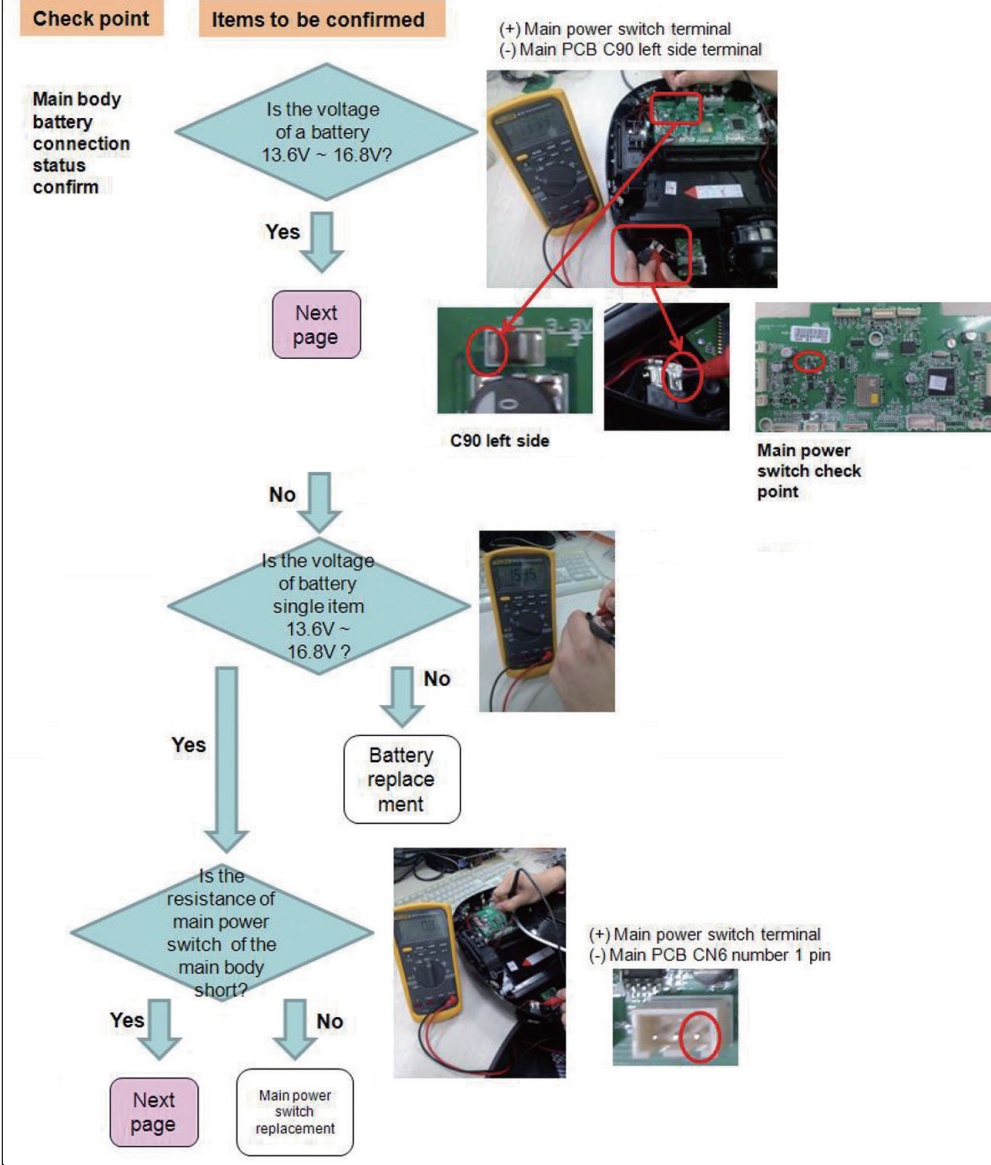 Check point
Items to be confirmed
(+) Main power switch terminal
(-) Main PCB C90 left side terminal
Main body
battery
connection
status
confirm
Is the voltage
of a battery
13.6V ~ 16.8V?
Yes
Next
page
C90 left side
Main power
switch check
point
No
Is the voltage
of battery
single item
13.6V ~
16.8V ?
No
Yes
Battery
replace
ment
Is the
resistance of
main power
switch of the
main body
short?
(+) Main power switch terminal
(-) Main PCB CN6 number 1 pin
Yes
No
Next
page
Main power
switch
replacement